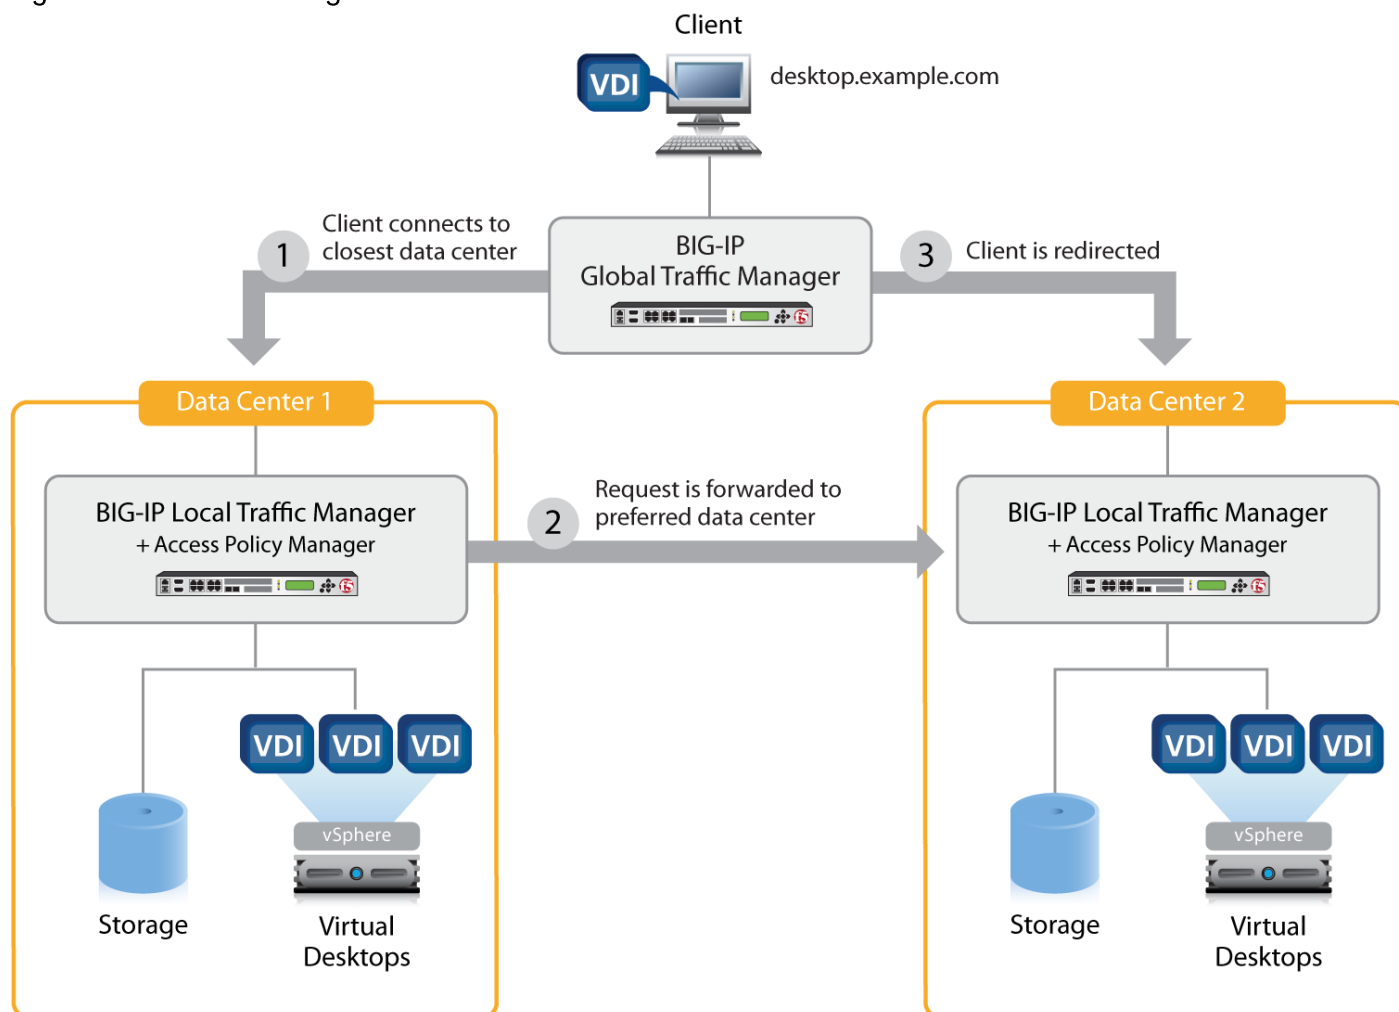 Client
VDI
desktop.example.com
1
Client connects to
closest data center
BIG-IP
Global Traffic Manager
f5
3
Client is redirected
Data Center 1
Data Center 2
BIG-IP Local Traffic Manager
+ Access Policy Manager
f5
2
Request is forwarded to
preferred data center
BIG-IP Local Traffic Manager
+ Access Policy Manager
f5
VDI VDI VDI
vSphere
Storage
Virtual
Desktops
VDI VDI VDI
vSphere
Storage
Virtual
Desktops